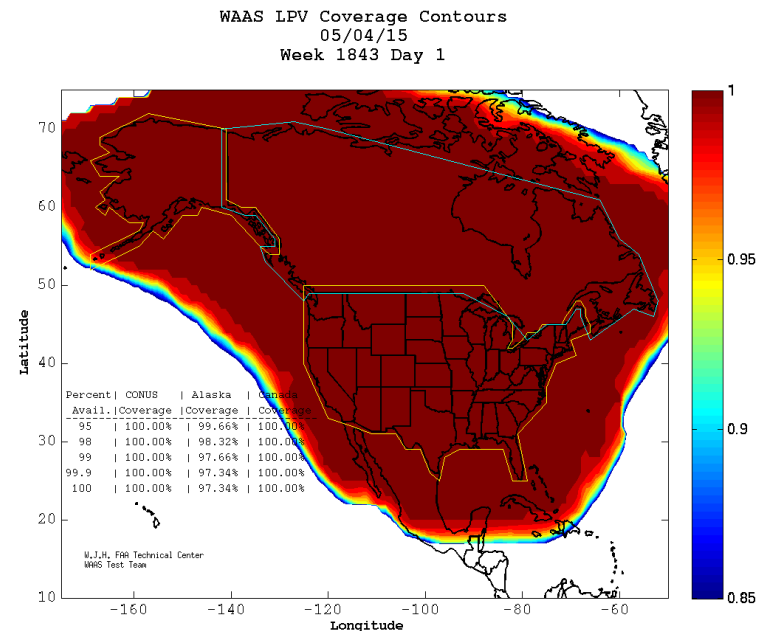 WAAS LPV Coverage Contours
05/04/15
Week 1843 Day 1
70
60
50
40
30
20
10
Latitude
-160
-140
-120
-100
-80
-60
Longitude
Percent| CONUS | Alaska | Canada
Avail. |Coverage |Coverage | Coverage
95 | 100.00% | 99.66% | 100.00%
98 | 100.00% | 98.32% | 100.00%
99 | 100.00% | 97.66% | 100.00%
99.9 | 100.00% | 97.34% | 100.00%
100 | 100.00% | 97.34% | 100.00%
W.J.H. FAA Technical Center
WAAS Test Team
1
0.95
0.9
0.85